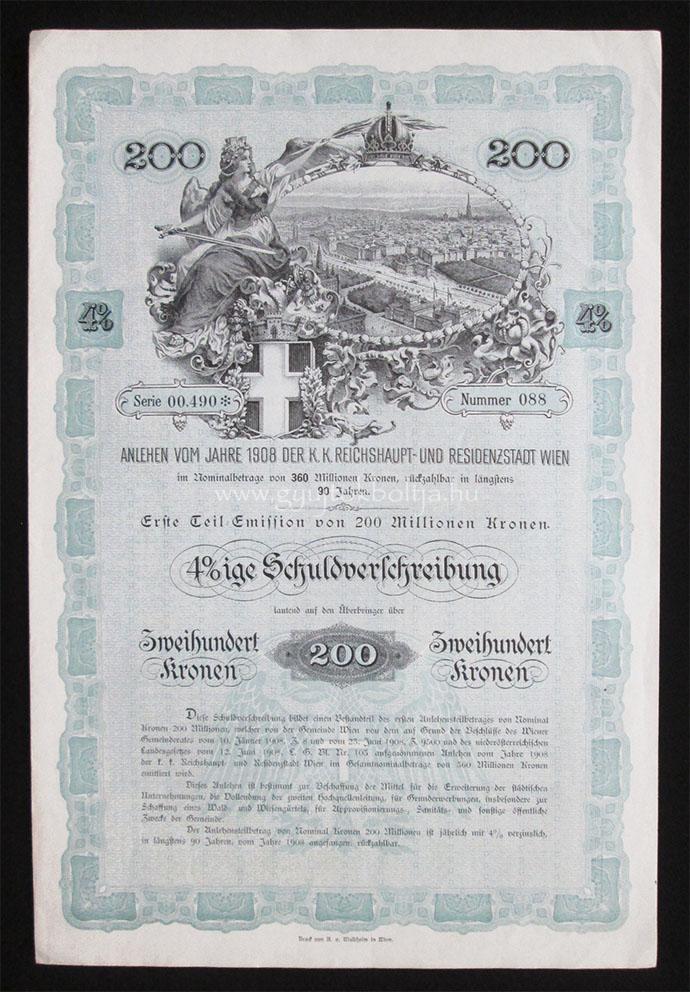 200 200
4% 4%
Serie 00.490 Nummer 088
ANLEHEN VOM JAHRE 1908 DER K. K. REICHSHAUPT- UND RESIDENZSTADT WIEN
im Nominalbetrage von 360 Millionen Kronen, rückzahlbar in längstens
90 Jahren.
www.gyujtokboltja.hu
Erste Teil-Emission von 200 Millionen Kronen.
4%ige Schuldverschreibung
lautend auf den Überbringer über
Zweihundert Kronen 200 Zweihundert Kronen
Diese Schuldverschreibung bildet einen Bestandteil des ersten Anlehensteilbetrages von Nominal
Kronen 200 Millionen, welcher von der Gemeinde Wien von dem auf Grund der Beschlüsse des Wiener
Gemeinderates vom 10. Jänner 1908, Z. 8 und vom 23. Juni 1908, Z. 9500 und des niederösterreichischen
Landesgesetzes vom 12. Juni 1908, L. G. Bl. Nr. 105 aufgenommenen Anlehen vom Jahre 1908
der k. k. Reichshaupt- und Residenzstadt Wien im Gesamtnominalbetrage von 360 Millionen Kronen
emittiert wird.
Dieses Anlehen ist bestimmt zur Beschaffung der Mittel, für die Erweiterung der städtischen
Unternehmungen, die Vollendung der zweiten Hochquellenleitung, für Grunderwerbungen, insbesondere zur
Schaffung eines Wald- und Wiesengürtels, für Approvisionierungs-, Sanitäts- und sonstige öffentliche
Zwecke der Gemeinde.
Der Anlehensteilbetrag von Nominal Kronen 200 Millionen ist jährlich mit 4% verzinslich,
in längstens 90 Jahren, vom Jahre 1908 angefangen, rückzahlbar.
Druck von R. v. Waldheim in Wien.